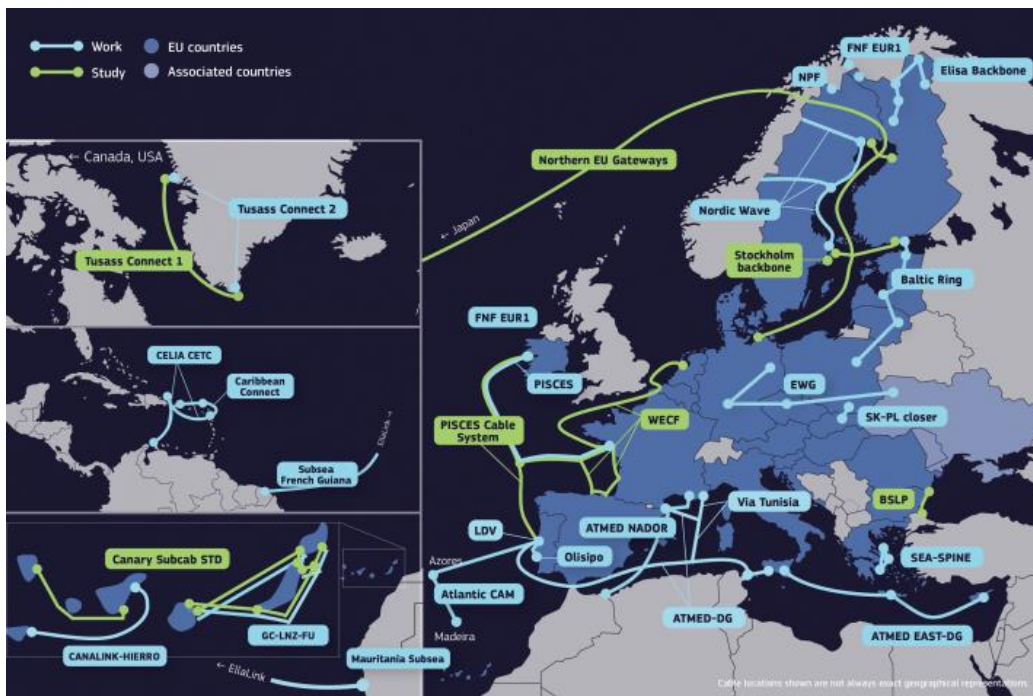 Work
EU countries
Study
Associated countries
FNF EUR1
NPF
Elisa Backbone
← Canada, USA
Northern EU Gateways
Tusass Connect 2
Nordic Wave
← Japan
Tusass Connect 1
Stockholm
backbone
Baltic Ring
FNF EUR1
CELIA CETC
PISCES
EWG
Caribbean
Connect
SK-PL closer
PISCES Cable
System
WECF
EllaLink →
Subsea
French Guiana
BSLP
Via Tunisia
LDV
ATMED NADOR
Canary Subcab STD
Olisipo
SEA-SPINE
Azores
Atlantic CAM
Madeira
ATMED-DG
GC-LNZ-FU
ATMED EAST-DG
CANALINK-HIERRO
Mauritania Subsea
← EllaLink
Cable locations shown are not always exact geographical representations